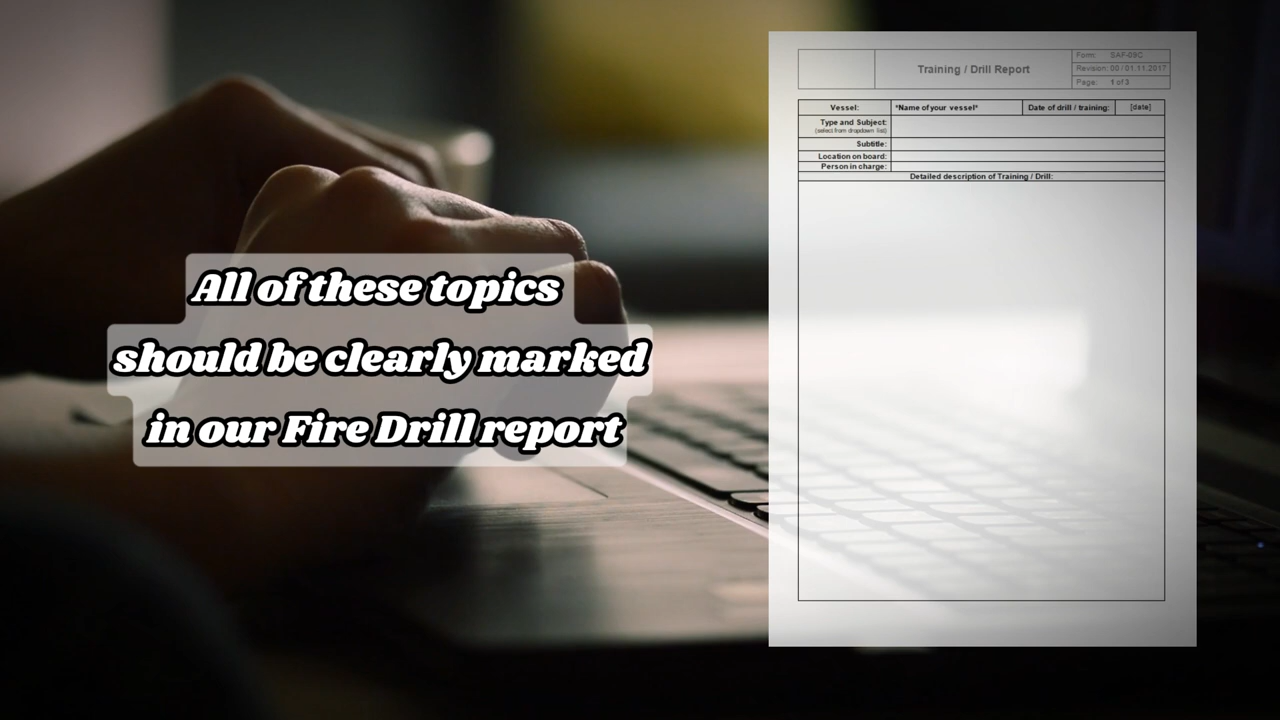 All of these topics
should be clearly marked
in our Fire Drill report
Training / Drill Report
Form: SAF-09C
Revision: 00 / 01.11.2017
Page: 1 of 3
Vessel: *Name of your vessel* Date of drill / training: [date]
Type and Subject:
(select from dropdown list)
Subtitle:
Location on board:
Person in charge:
Detailed description of Training / Drill: